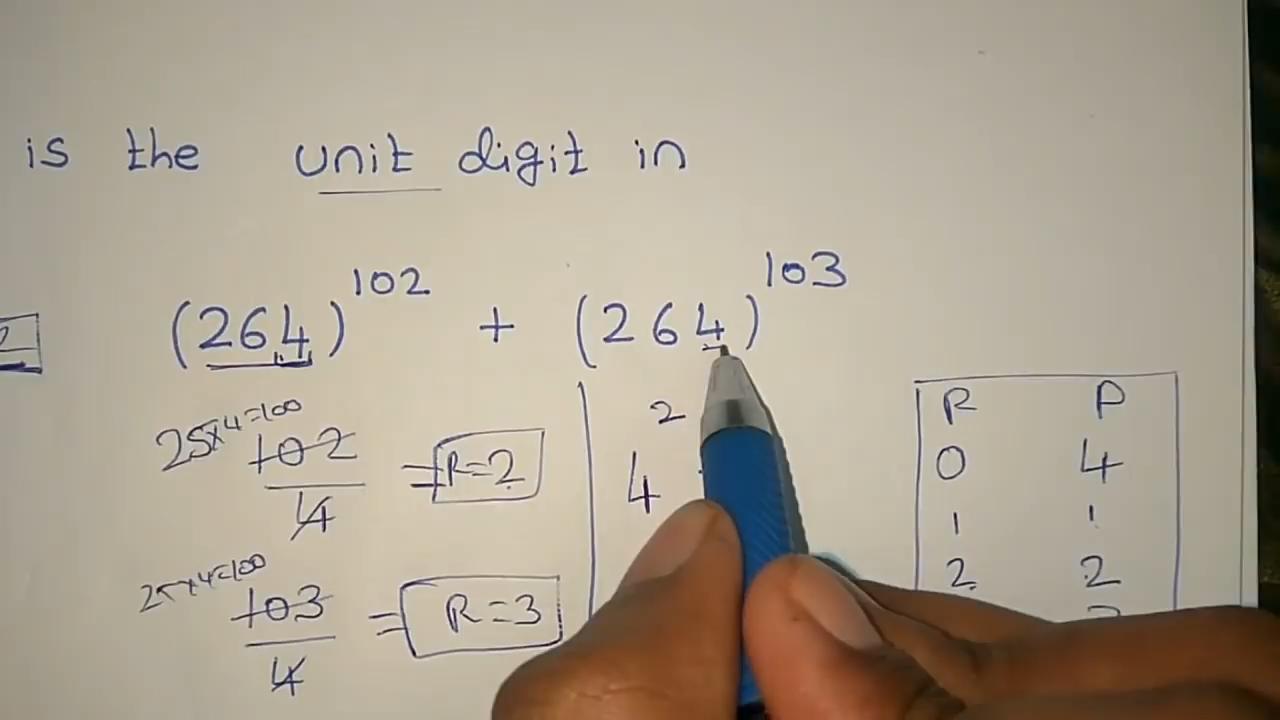 is the unit digit in
(264)^102 + (264)^103
25×4=100
102/4 = R=2
4^2
25×4=100
103/4 = R=3
R P
0 4
1 1
2 2